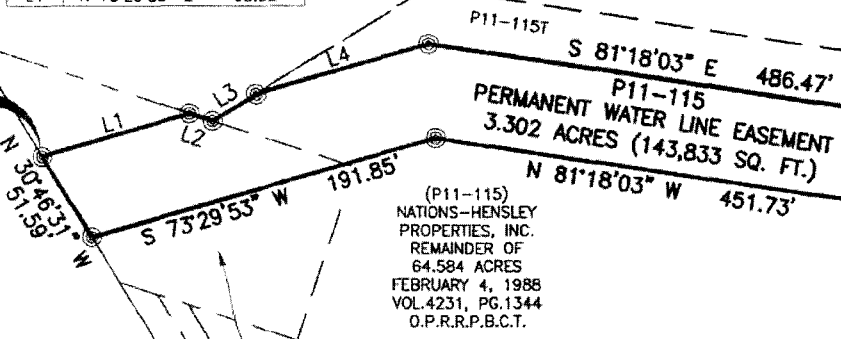 P11-115T
L4
S 81°18'03" E 486.47'
L3
P11-115
L1
L2
PERMANENT WATER LINE EASEMENT
3.302 ACRES (143,833 SQ. FT.)
N 30°46'31" W
51.59'
S 73°29'53" W 191.85'
N 81°18'03" W 451.73'
(P11-115)
NATIONS-HENSLEY
PROPERTIES, INC.
REMAINDER OF
64.584 ACRES
FEBRUARY 4, 1988
VOL.4231, PG.1344
O.P.R.R.P.B.C.T.